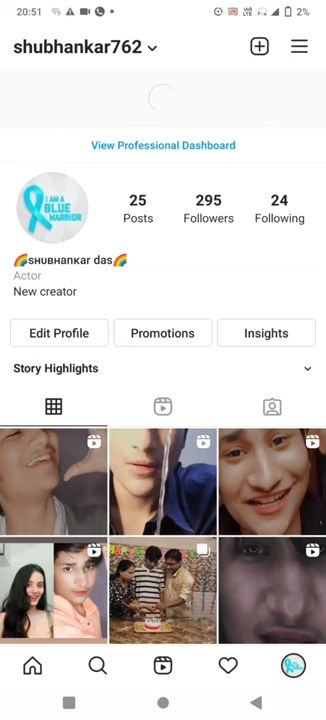 20:51
2%
shubhankar762
View Professional Dashboard
I AM A
BLUE
WARRIOR
25 295 24
Posts Followers Following
🌈sнυвнanĸar das🌈
Actor
New creator
Edit Profile Promotions Insights
Story Highlights